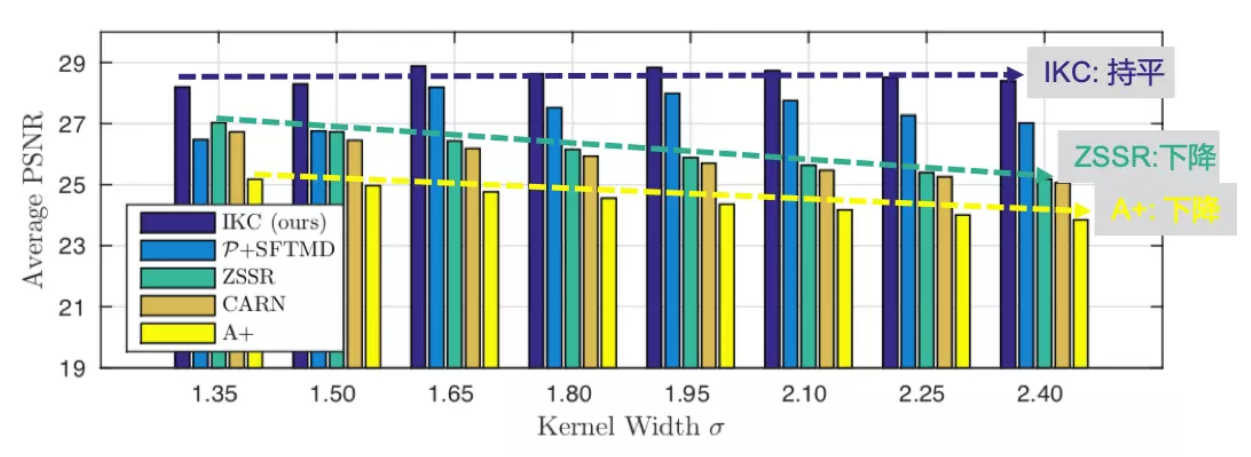 29
27
25
23
21
19
Average PSNR
IKC (ours)
𝒫+SFTMD
ZSSR
CARN
A+
IKC: 持平
ZSSR:下降
A+: 下降
1.35 1.50 1.65 1.80 1.95 2.10 2.25 2.40
Kernel Width σ